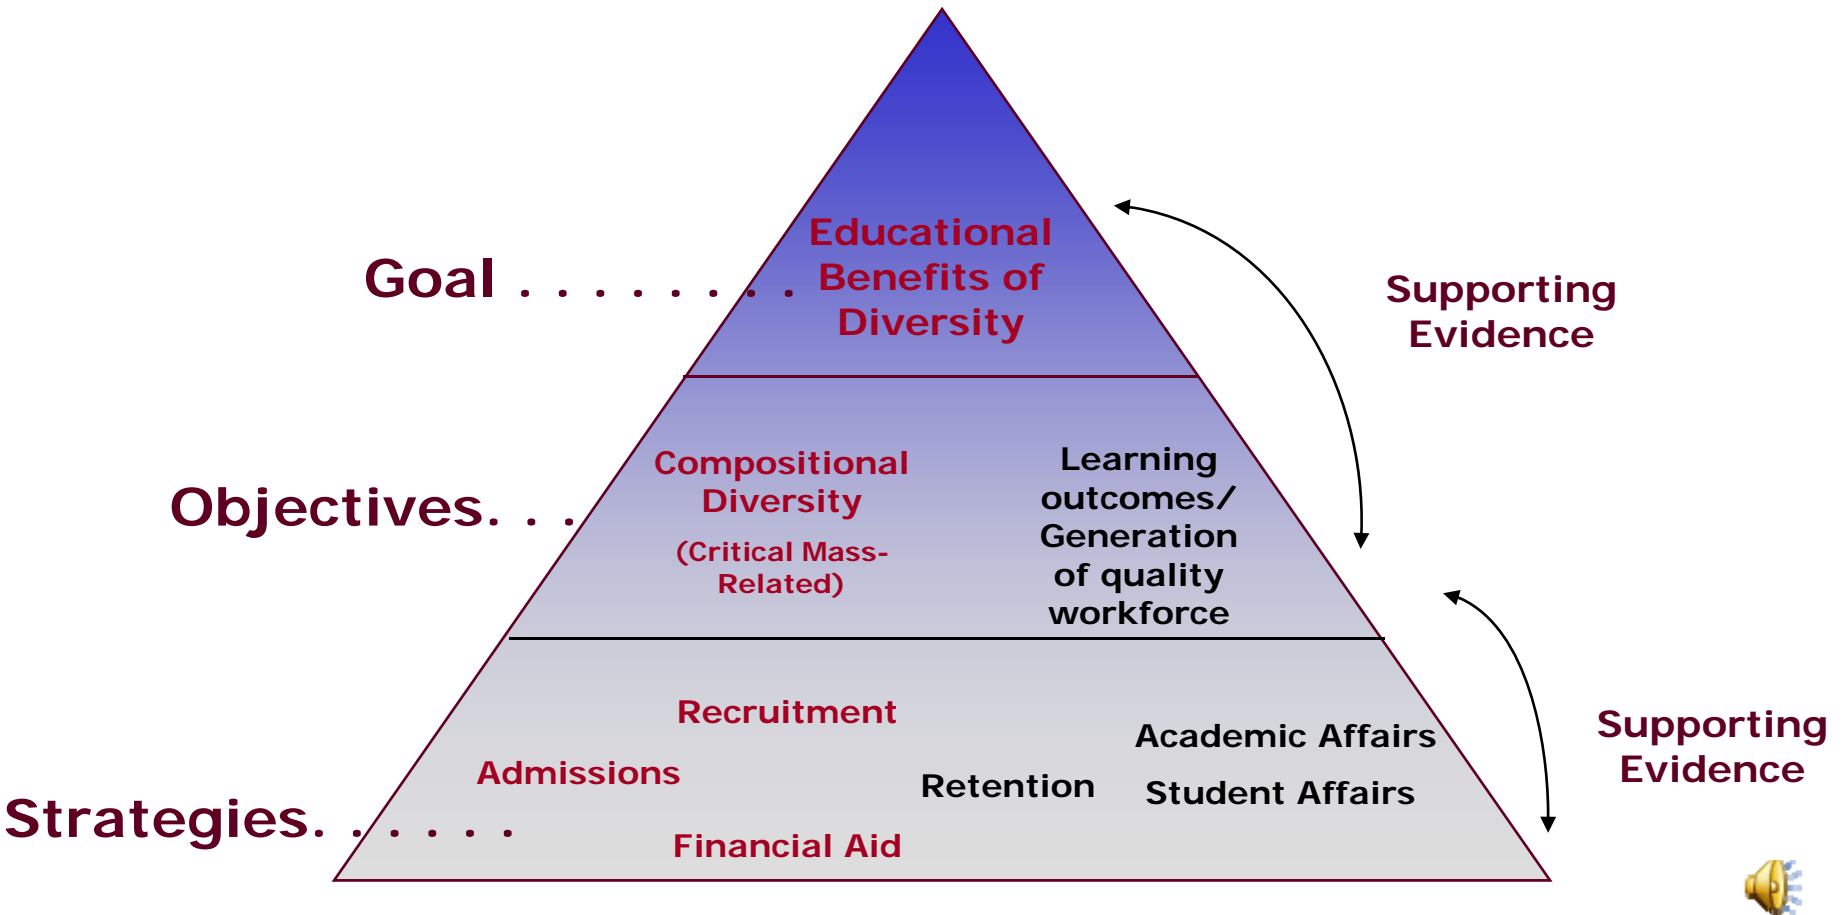 Goal . . . . . . . .
Educational
Benefits of
Diversity
Supporting
Evidence
Objectives. . .
Compositional
Diversity
(Critical Mass-
Related)
Learning
outcomes/
Generation
of quality
workforce
Strategies. . . . . .
Recruitment
Admissions
Financial Aid
Retention
Academic Affairs
Student Affairs
Supporting
Evidence